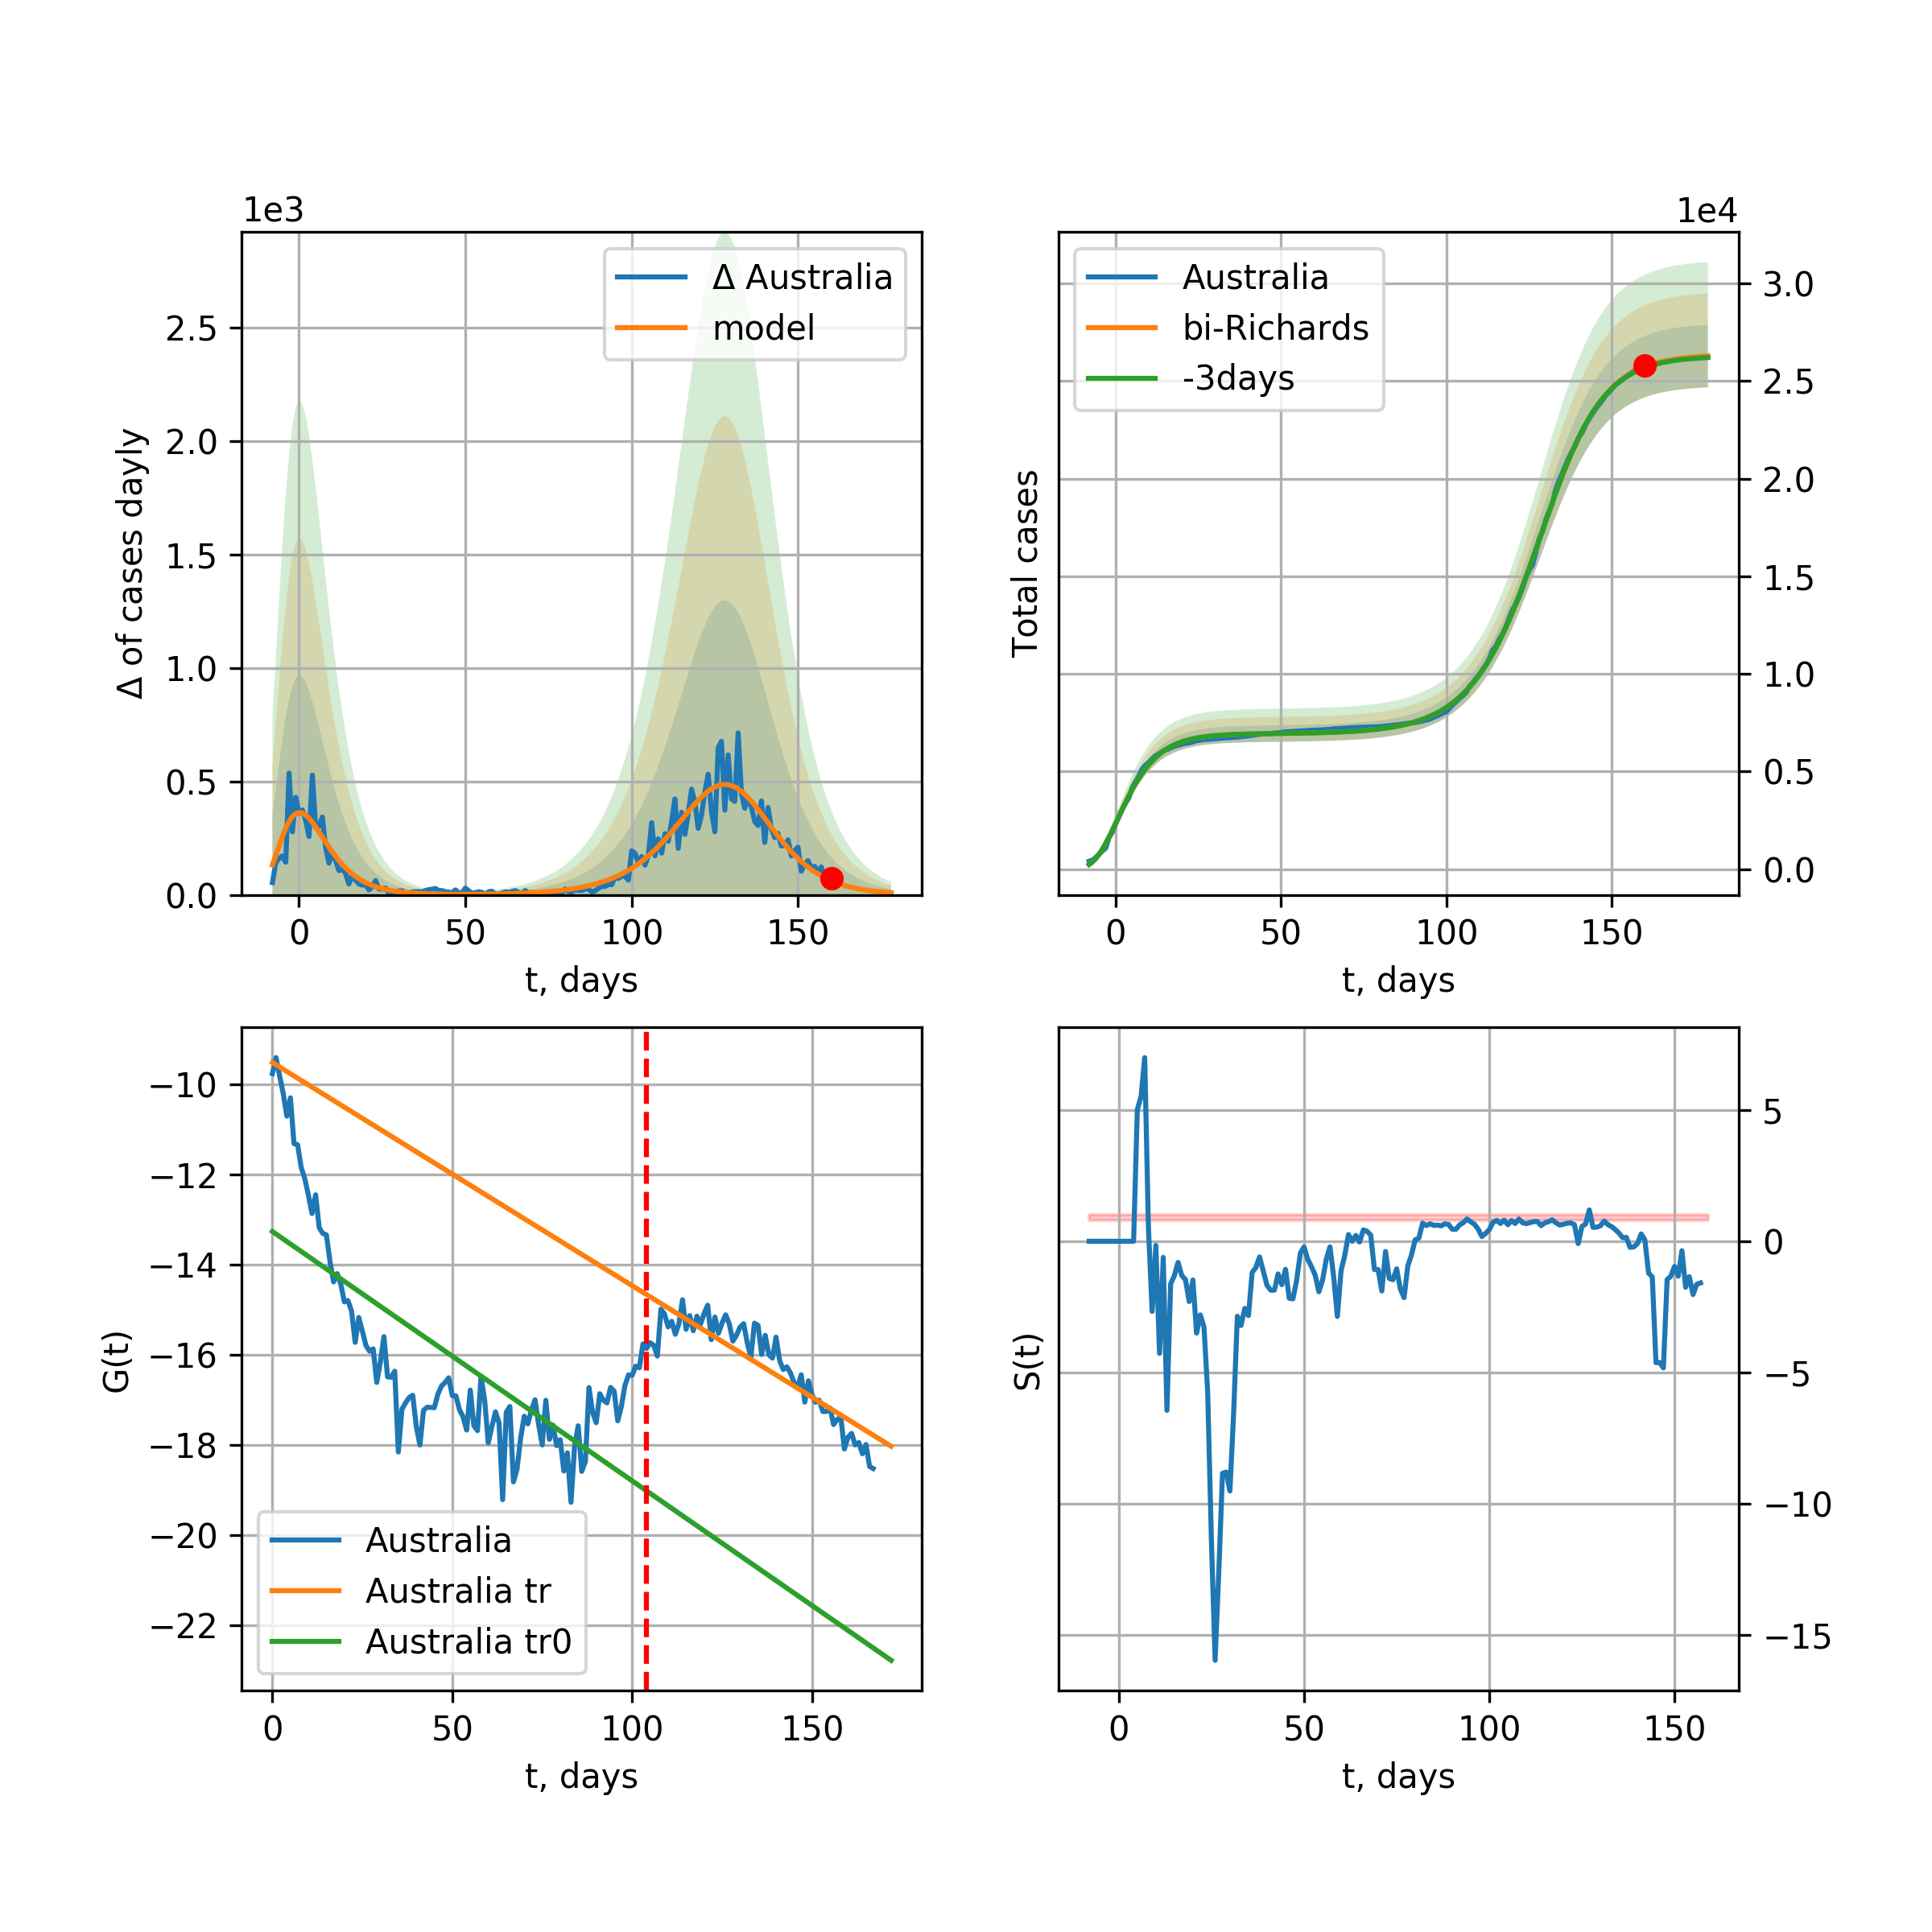 1e3
Δ of cases dayly
2.5
2.0
1.5
1.0
0.5
0.0
Δ Australia
model
0 50 100 150
t, days
1e4
Total cases
Australia
bi-Richards
-3days
3.0
2.5
2.0
1.5
1.0
0.5
0.0
0 50 100 150
t, days
G(t)
−10
−12
−14
−16
−18
−20
−22
Australia
Australia tr
Australia tr0
0 50 100 150
t, days
S(t)
5
0
−5
−10
−15
0 50 100 150
t, days